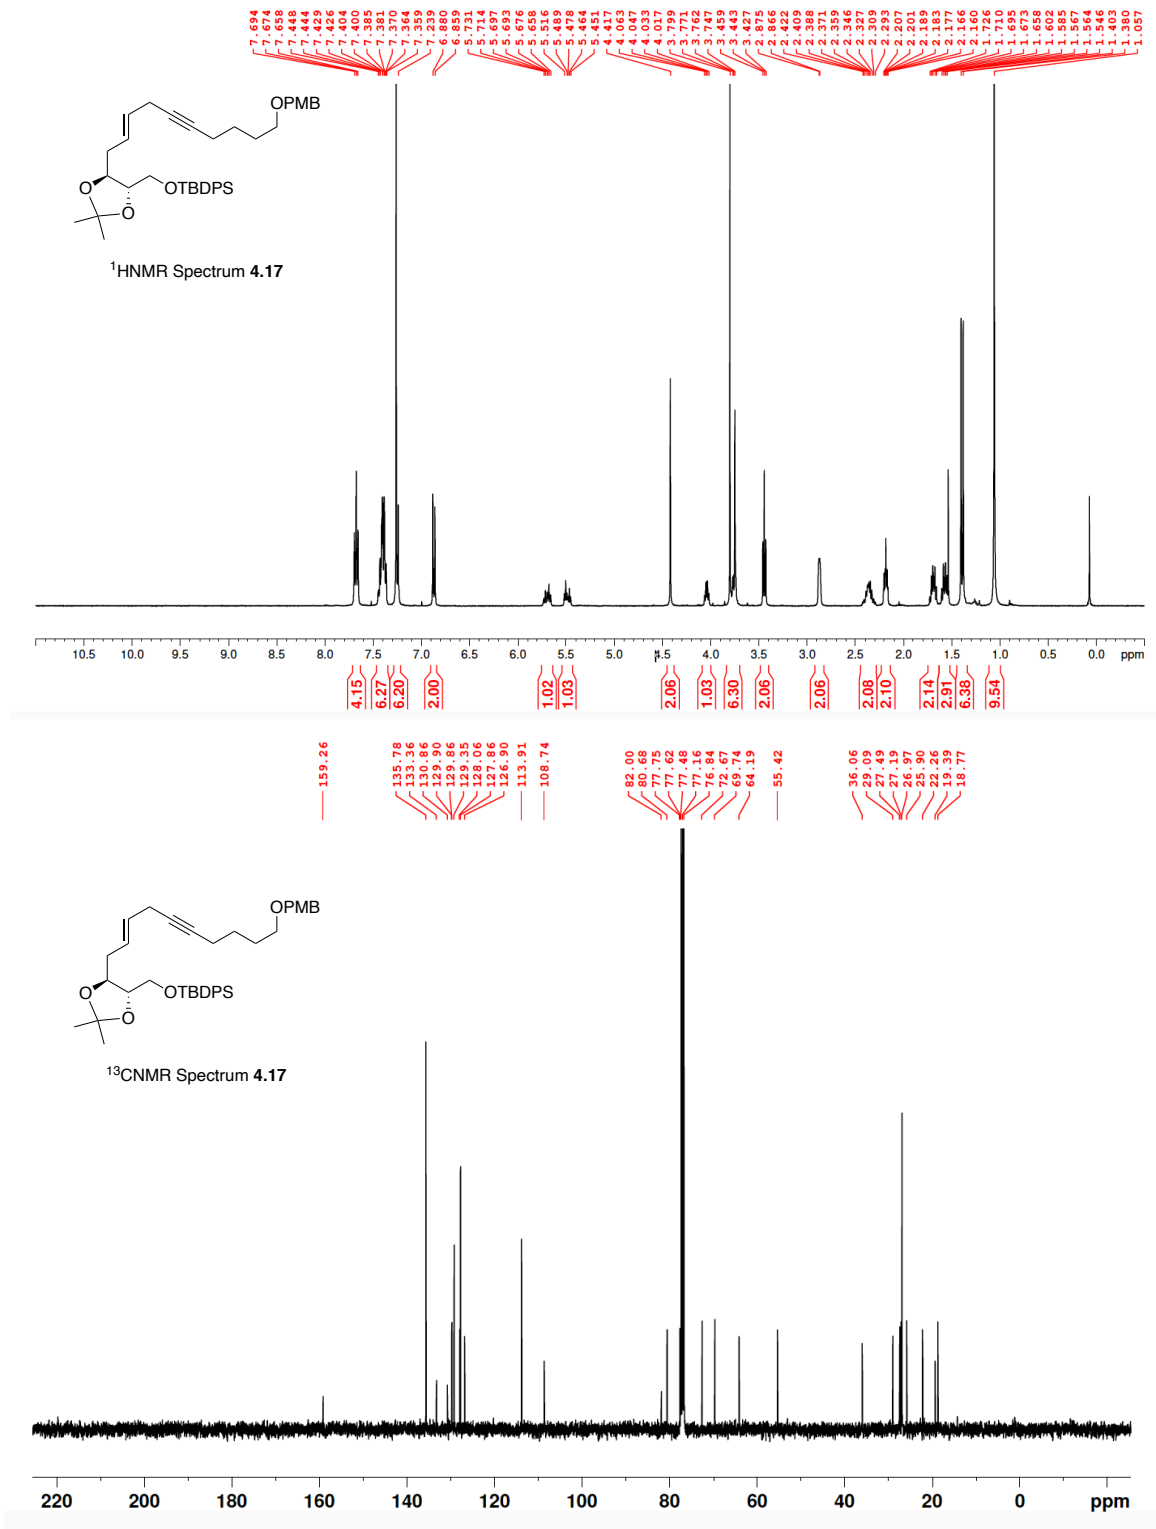 7.694 7.674 7.658 7.448 7.444 7.429 7.426 7.404 7.400 7.385 7.381 7.370 7.364 7.359 7.239 6.880 6.859 5.731 5.714 5.697 5.693 5.676 5.658 5.516 5.489 5.478 5.464 5.451 4.417 4.063 4.047 4.033 4.017 3.799 3.771 3.762 3.747 3.459 3.443 3.427 2.875 2.866 2.422 2.409 2.388 2.371 2.359 2.346 2.327 2.309 2.293 2.207 2.201 2.189 2.183 2.177 2.166 2.160 1.726 1.710 1.695 1.673 1.658 1.602 1.585 1.567 1.564 1.546 1.403 1.380 1.057
OPMB
O
OTBDPS
O
1HNMR Spectrum 4.17
10.5 10.0 9.5 9.0 8.5 8.0 7.5 7.0 6.5 6.0 5.5 5.0 4.5 4.0 3.5 3.0 2.5 2.0 1.5 1.0 0.5 0.0 ppm
4.15 6.27 6.20 2.00 1.02 1.03 2.06 1.03 6.30 2.06 2.06 2.08 2.10 2.14 2.91 6.38 9.54
159.26 135.78 133.36 130.86 129.90 129.86 129.35 128.06 127.86 126.90 113.91 108.74 82.00 80.68 77.75 77.62 77.48 77.16 76.84 72.67 69.74 64.19 55.42 36.06 29.09 27.49 27.19 26.97 25.90 22.26 19.39 18.77
OPMB
O
OTBDPS
O
13CNMR Spectrum 4.17
220 200 180 160 140 120 100 80 60 40 20 0 ppm